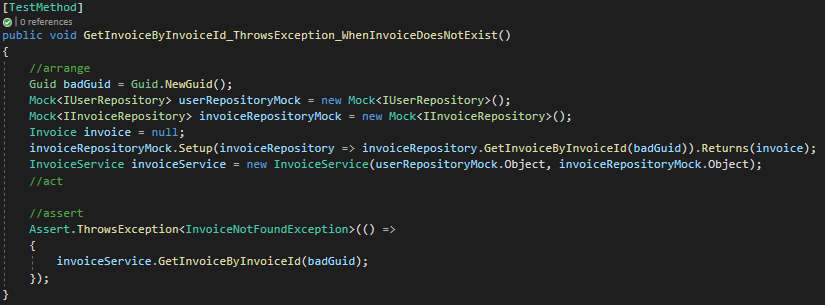 [TestMethod]
| 0 references
public void GetInvoiceByInvoiceId_ThrowsException_WhenInvoiceDoesNotExist()
{
//arrange
Guid badGuid = Guid.NewGuid();
Mock<IUserRepository> userRepositoryMock = new Mock<IUserRepository>();
Mock<IInvoiceRepository> invoiceRepositoryMock = new Mock<IInvoiceRepository>();
Invoice invoice = null;
invoiceRepositoryMock.Setup(invoiceRepository => invoiceRepository.GetInvoiceByInvoiceId(badGuid)).Returns(invoice);
InvoiceService invoiceService = new InvoiceService(userRepositoryMock.Object, invoiceRepositoryMock.Object);
//act
//assert
Assert.ThrowsException<InvoiceNotFoundException>(() =>
{
invoiceService.GetInvoiceByInvoiceId(badGuid);
});
}